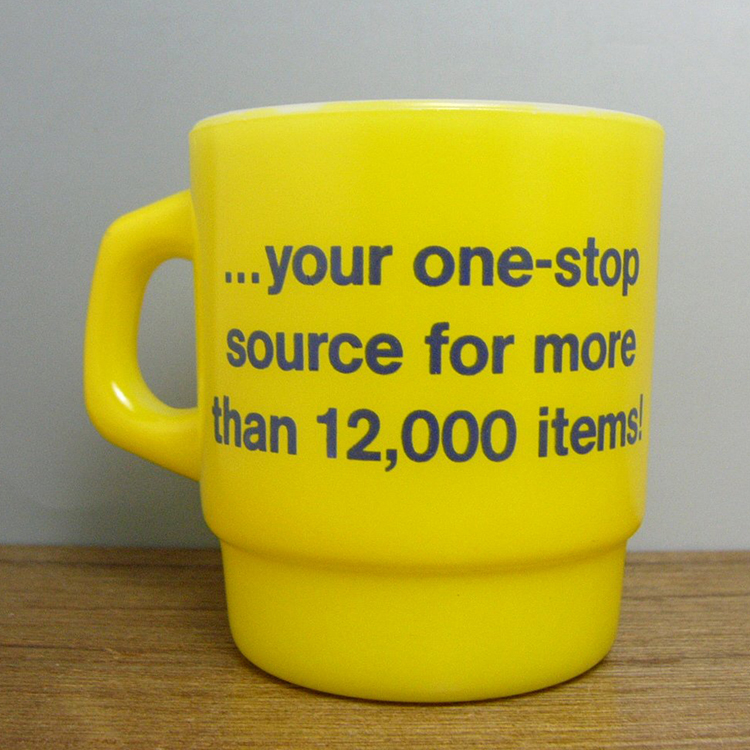 ...your one-stop
source for more
than 12,000 items!